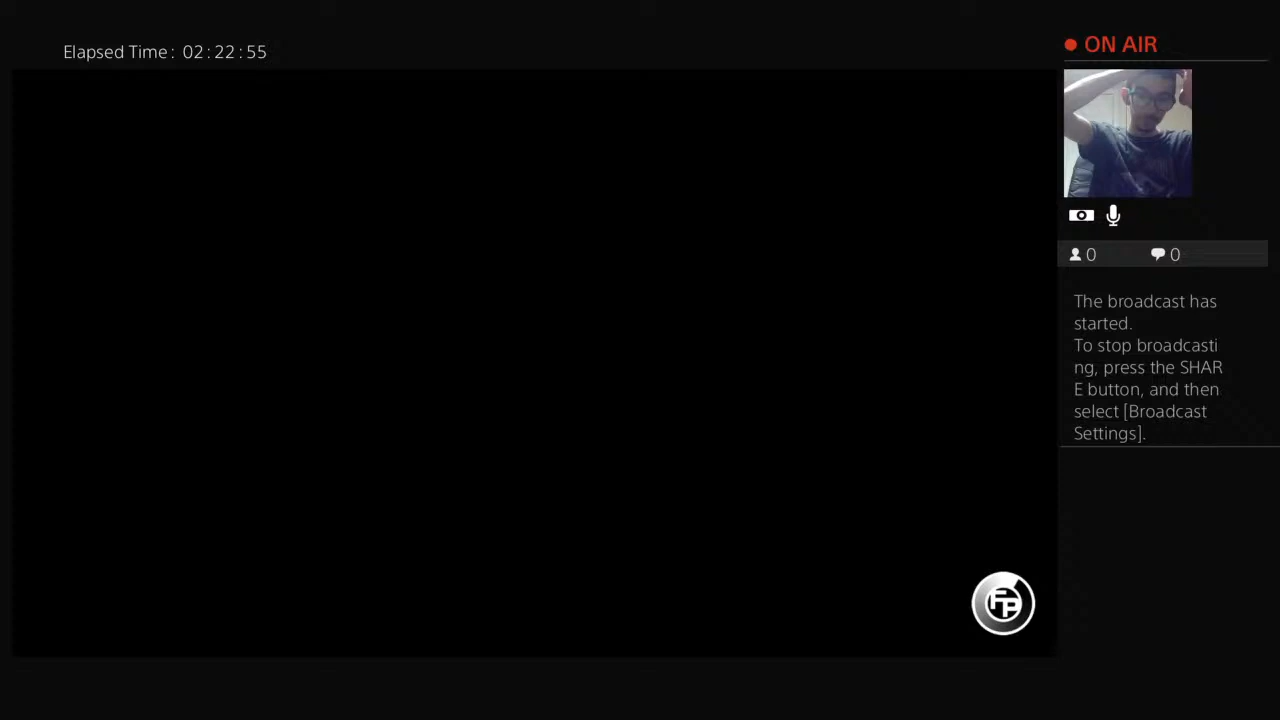 Elapsed Time: 02:22:55
ON AIR
0 0
The broadcast has
started.
To stop broadcasti
ng, press the SHAR
E button, and then
select [Broadcast
Settings].
FP